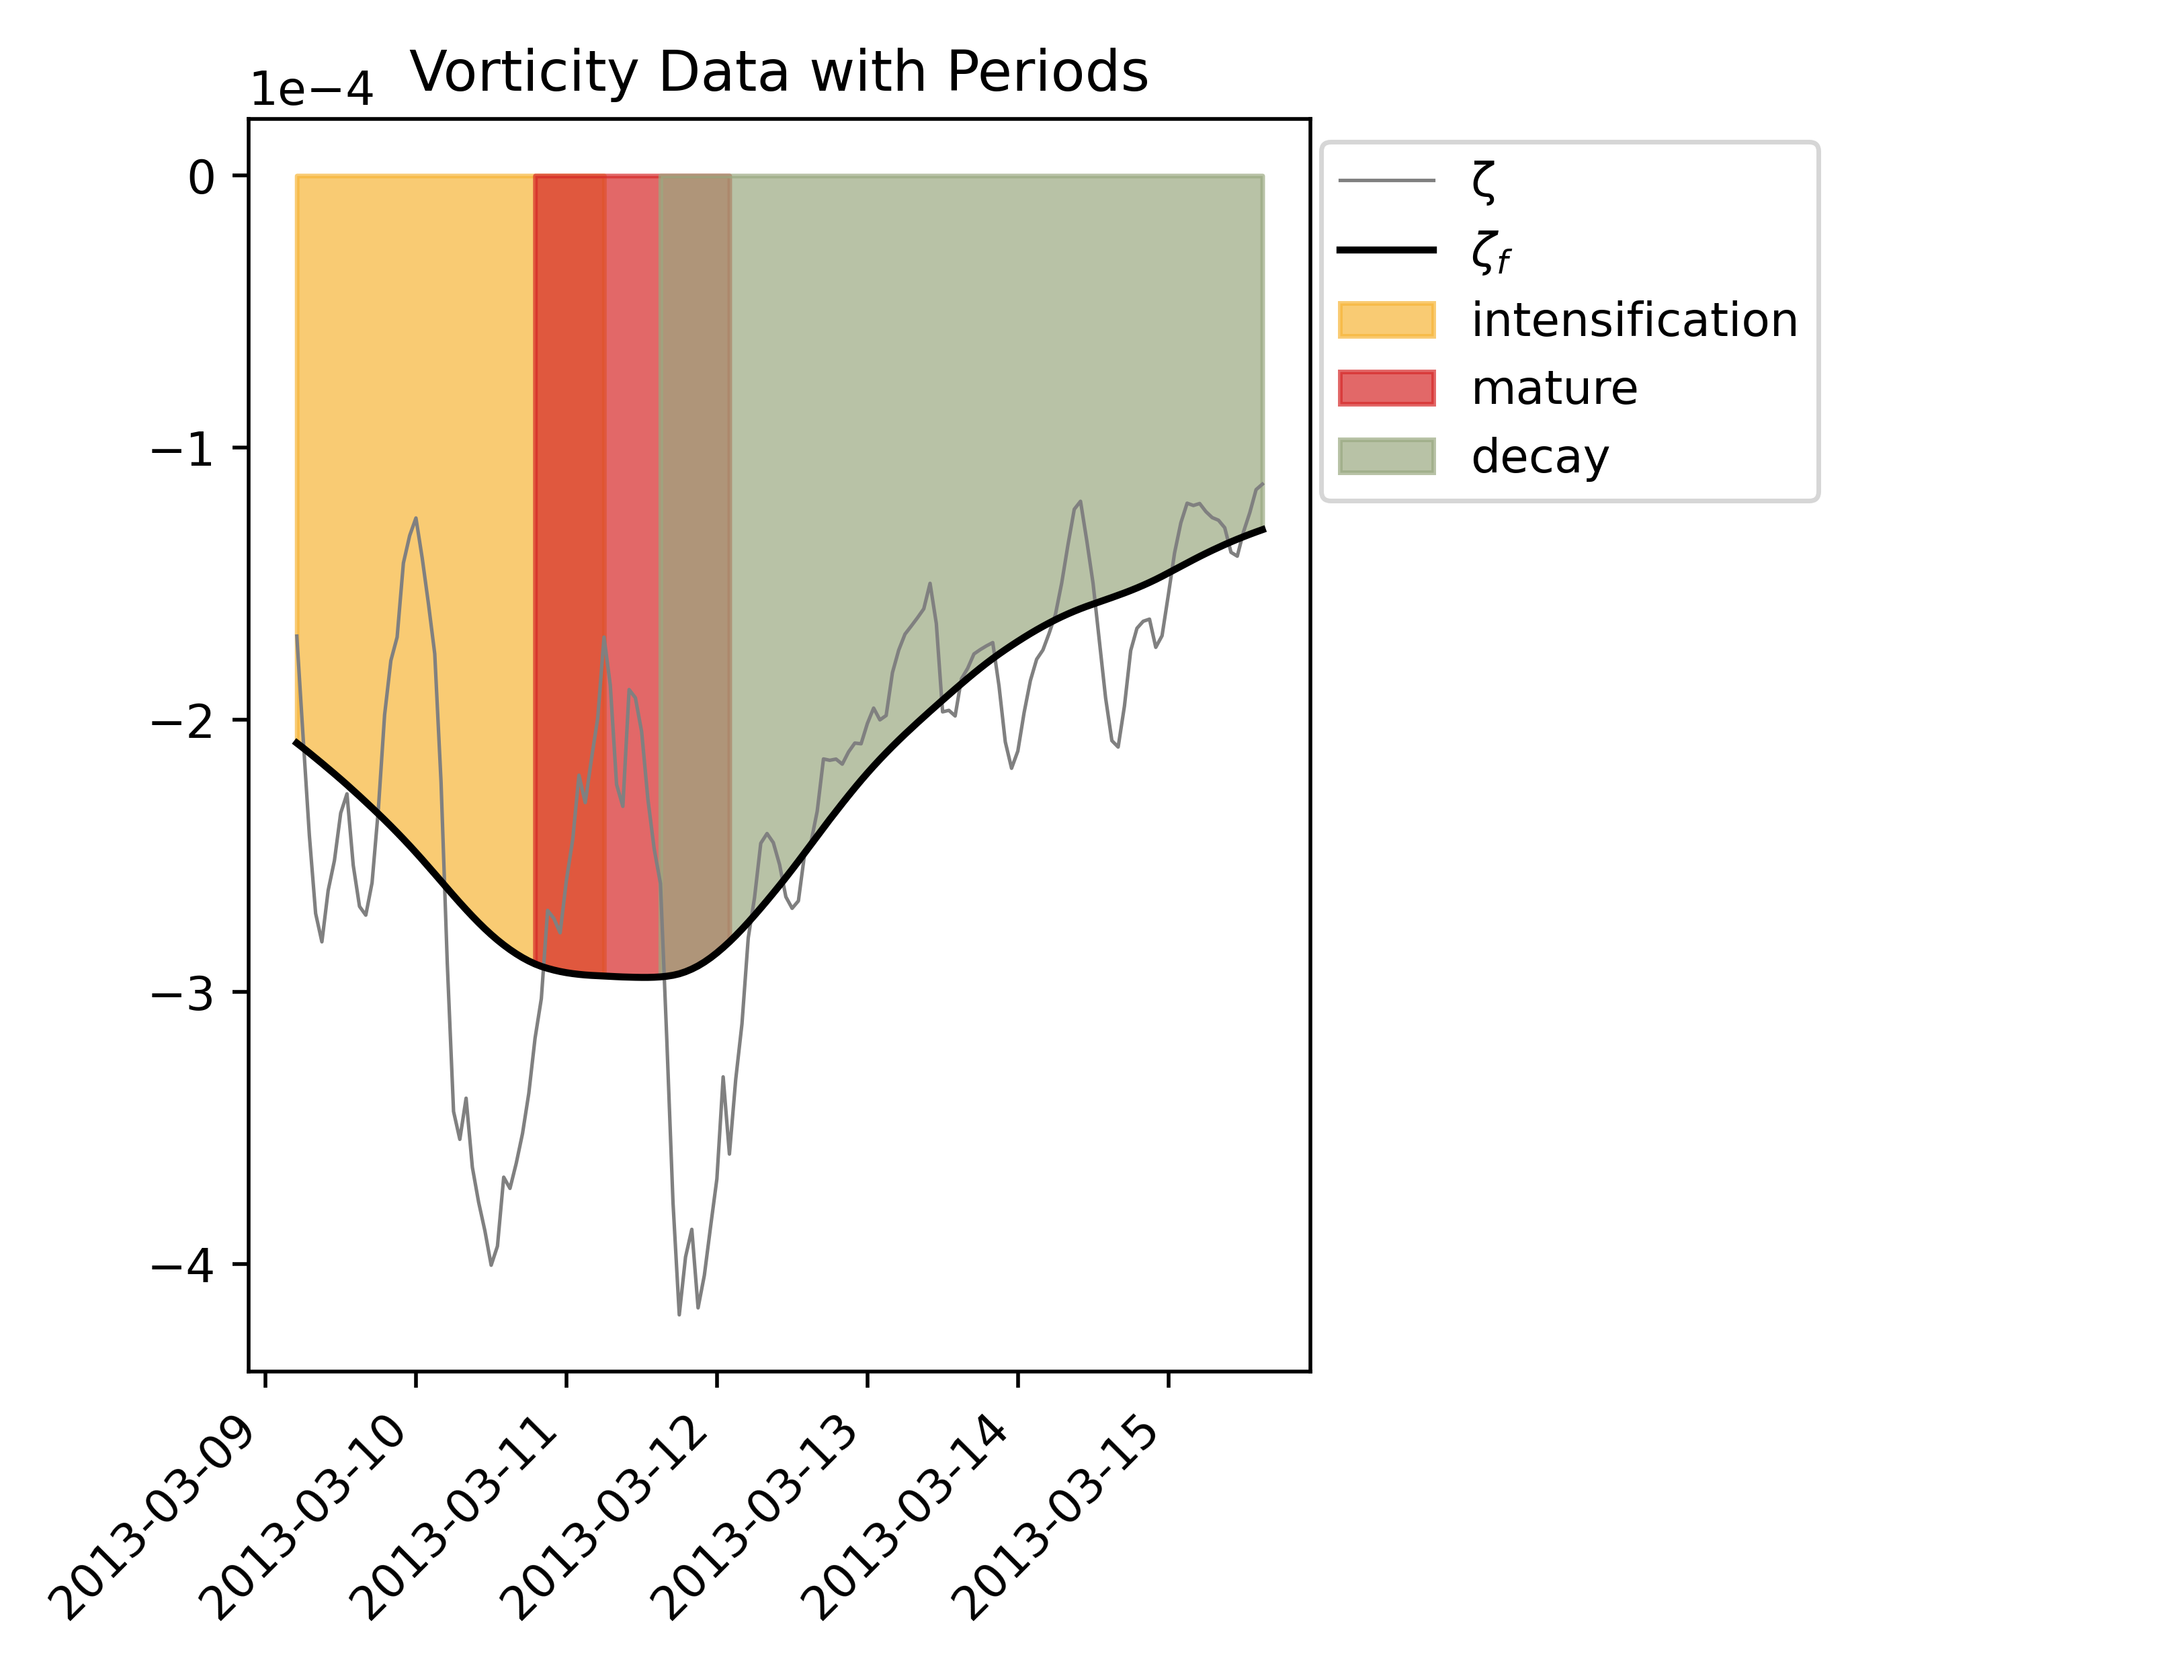 Vorticity Data with Periods
1e−4
0
−1
−2
−3
−4
2013-03-09
2013-03-10
2013-03-11
2013-03-12
2013-03-13
2013-03-14
2013-03-15
ζ
ζf
intensification
mature
decay